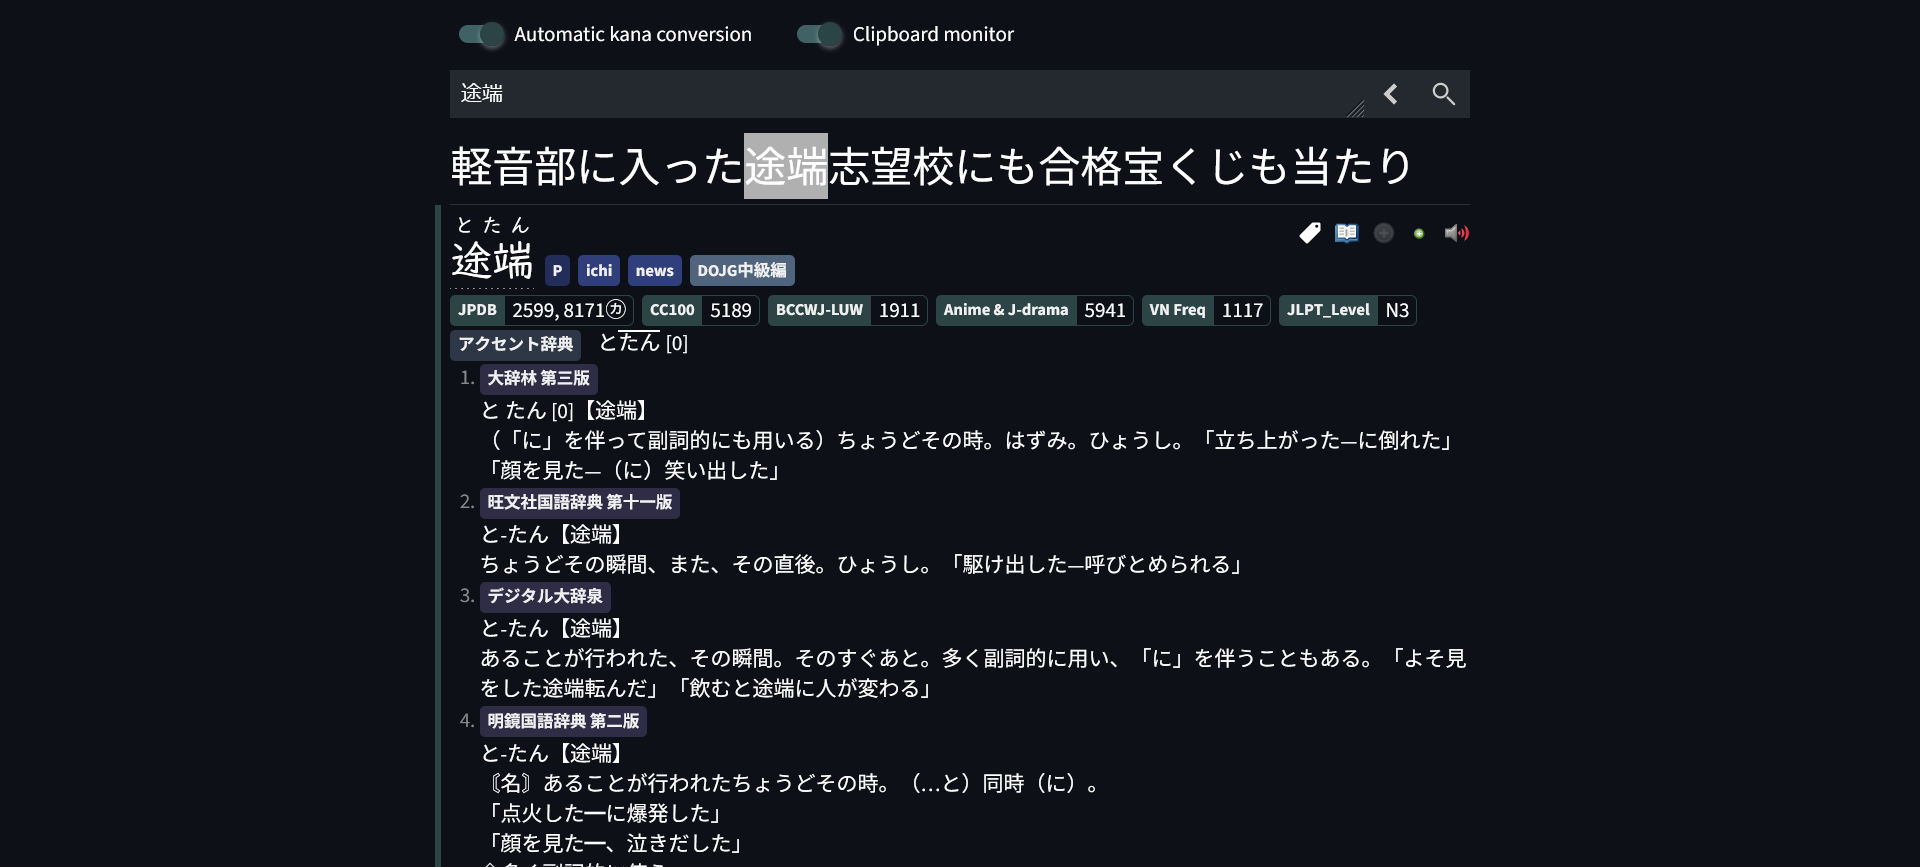 Automatic kana conversion Clipboard monitor
途端
軽音部に入った途端志望校にも合格宝くじも当たり
とたん
途端 P ichi news DOJG中級編
JPDB 2599, 8171㋕ CC100 5189 BCCWJ-LUW 1911 Anime & J-drama 5941 VN Freq 1117 JLPT_Level N3
アクセント辞典 とたん [0]
1. 大辞林 第三版
と たん [0]【途端】
（「に」を伴って副詞的にも用いる）ちょうどその時。はずみ。ひょうし。「立ち上がった—に倒れた」
「顔を見た—（に）笑い出した」
2. 旺文社国語辞典 第十一版
と-たん【途端】
ちょうどその瞬間、また、その直後。ひょうし。「駆け出した—呼びとめられる」
3. デジタル大辞泉
と-たん【途端】
あることが行われた、その瞬間。そのすぐあと。多く副詞的に用い、「に」を伴うこともある。「よそ見
をした途端転んだ」「飲むと途端に人が変わる」
4. 明鏡国語辞典 第二版
と-たん【途端】
〘名〙あることが行われたちょうどその時。（…と）同時（に）。
「点火した━に爆発した」
「顔を見た━、泣きだした」